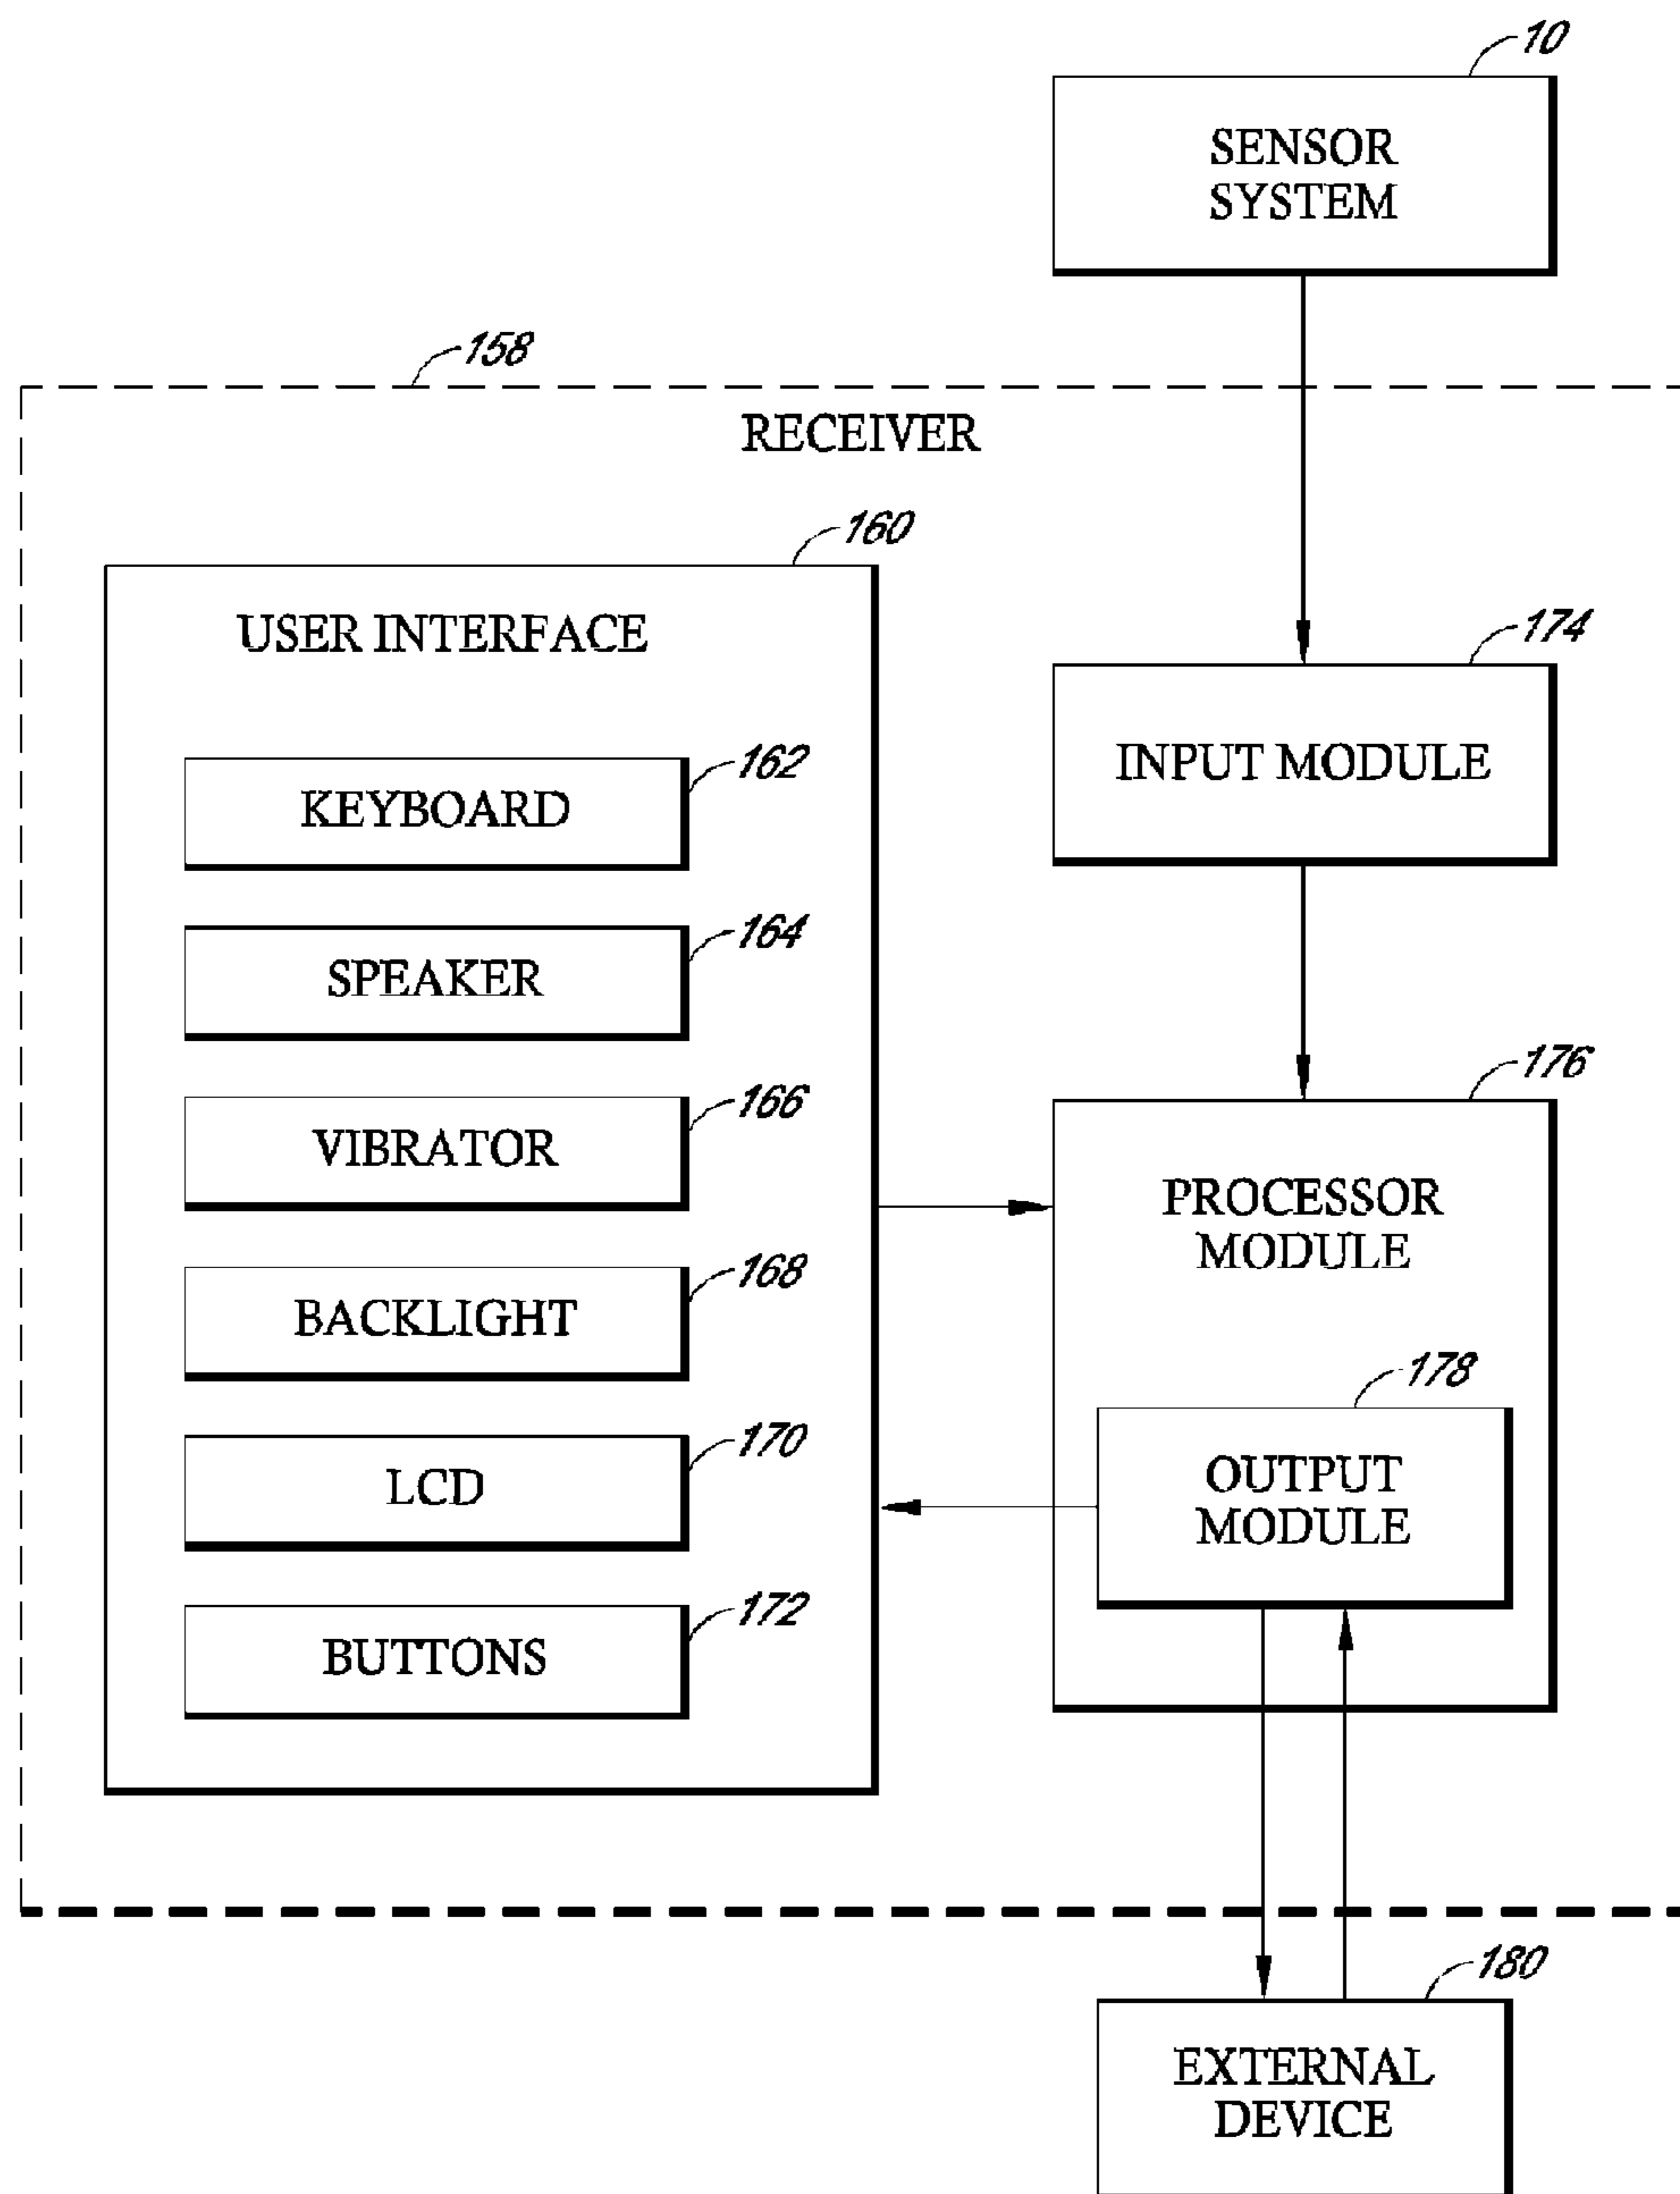 10
SENSOR
SYSTEM
158
RECEIVER
160
USER INTERFACE
174
INPUT MODULE
162
KEYBOARD
164
SPEAKER
166
VIBRATOR
168
BACKLIGHT
170
LCD
172
BUTTONS
176
PROCESSOR
MODULE
178
OUTPUT
MODULE
180
EXTERNAL
DEVICE